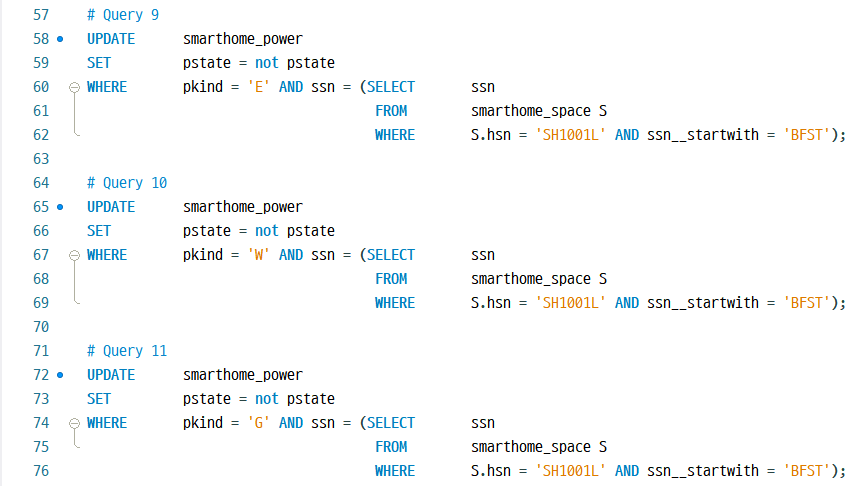 57 # Query 9
58 UPDATE smarthome_power
59 SET pstate = not pstate
60 WHERE pkind = 'E' AND ssn = (SELECT ssn
61 FROM smarthome_space S
62 WHERE S.hsn = 'SH1001L' AND ssn__startwith = 'BFST');
63
64 # Query 10
65 UPDATE smarthome_power
66 SET pstate = not pstate
67 WHERE pkind = 'W' AND ssn = (SELECT ssn
68 FROM smarthome_space S
69 WHERE S.hsn = 'SH1001L' AND ssn__startwith = 'BFST');
70
71 # Query 11
72 UPDATE smarthome_power
73 SET pstate = not pstate
74 WHERE pkind = 'G' AND ssn = (SELECT ssn
75 FROM smarthome_space S
76 WHERE S.hsn = 'SH1001L' AND ssn__startwith = 'BFST');